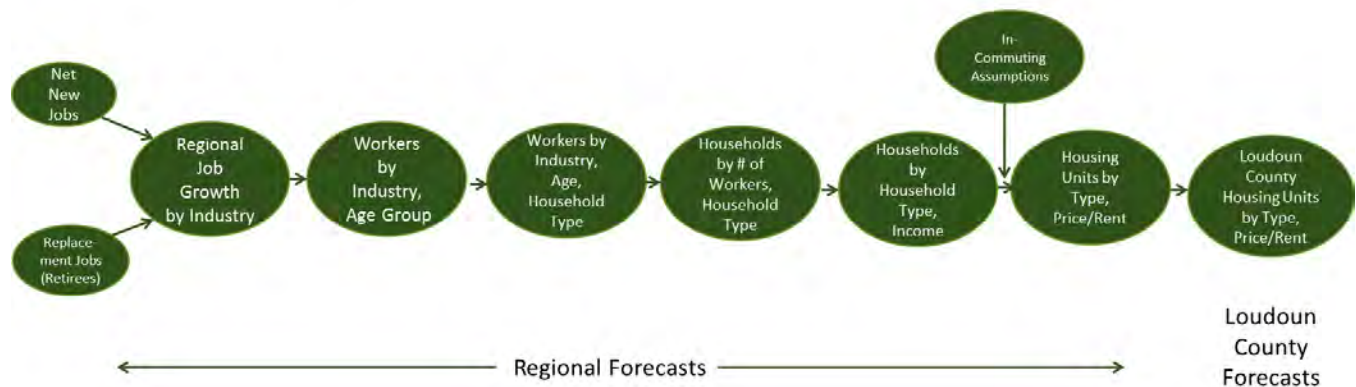 Net
New
Jobs
Replace-
ment Jobs
(Retirees)
Regional
Job
Growth
by Industry
Workers
by
Industry,
Age Group
Workers by
Industry,
Age,
Household
Type
Households
by # of
Workers,
Household
Type
Households
by
Household
Type,
Income
In-
Commuting
Assumptions
Housing
Units by
Type,
Price/Rent
Loudoun
County
Housing Units
by Type,
Price/Rent
Regional Forecasts
Loudoun
County
Forecasts